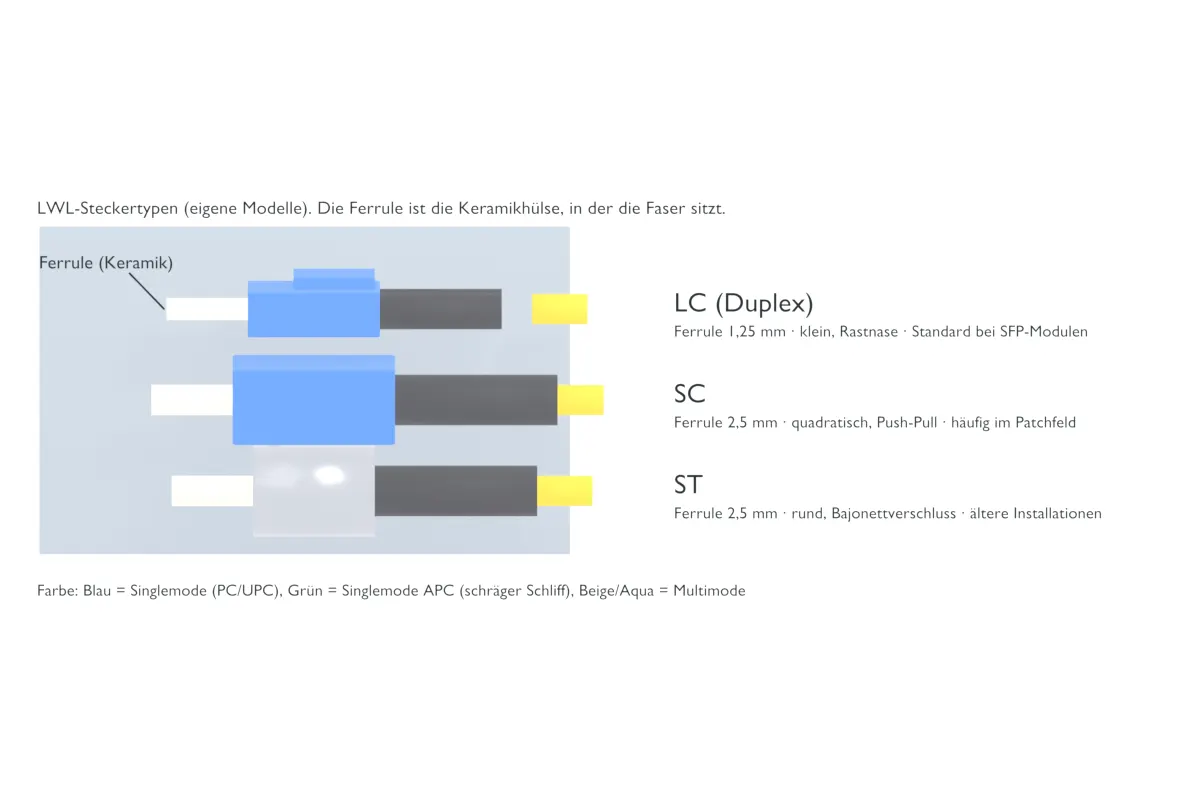 LWL-Steckertypen (eigene Modelle). Die Ferrule ist die Keramikhülse, in der die Faser sitzt.
Ferrule (Keramik)
LC (Duplex)
Ferrule 1,25 mm · klein, Rastnase · Standard bei SFP-Modulen
SC
Ferrule 2,5 mm · quadratisch, Push-Pull · häufig im Patchfeld
ST
Ferrule 2,5 mm · rund, Bajonettverschluss · ältere Installationen
Farbe: Blau = Singlemode (PC/UPC), Grün = Singlemode APC (schräger Schliff), Beige/Aqua = Multimode